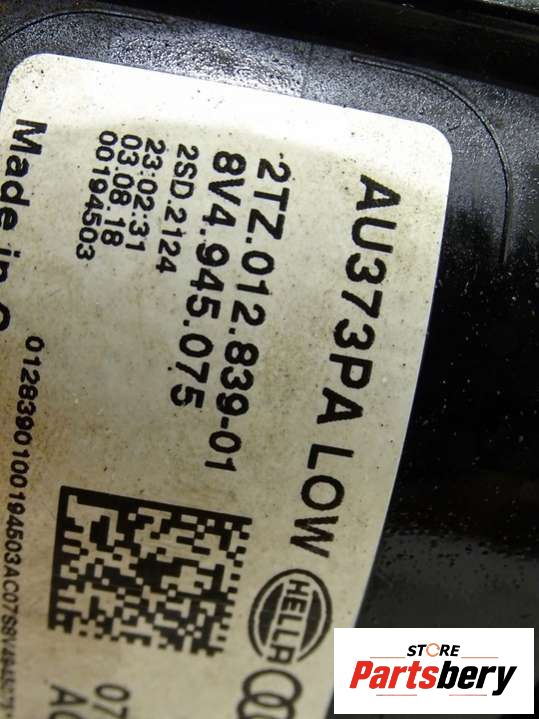 AU373PA LOW
HELLA
2TZ.012.839-01
8V4.945.075
2SD.2124
23:02:31
03.08.18
00194503
Made in
07
STORE
Partsbery